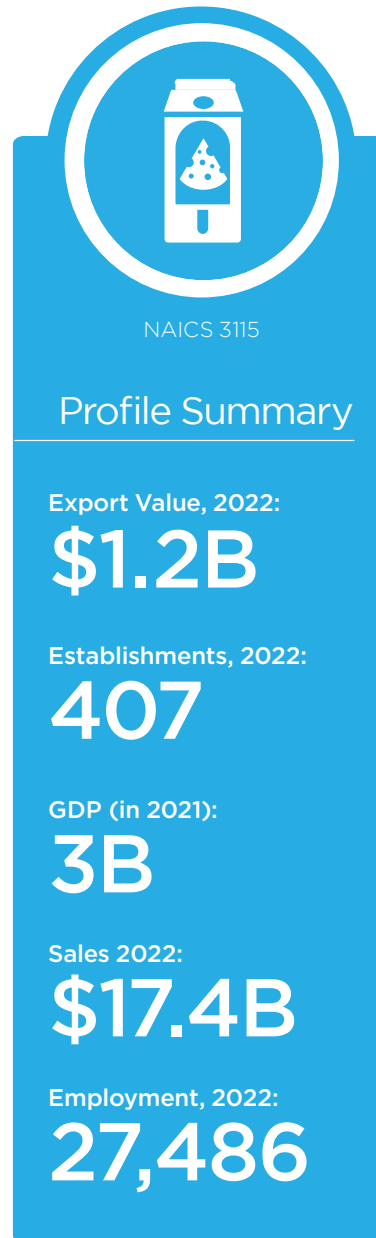 NAICS 3115
Profile Summary
Export Value, 2022:
$1.2B
Establishments, 2022:
407
GDP (in 2021):
3B
Sales 2022:
$17.4B
Employment, 2022:
27,486